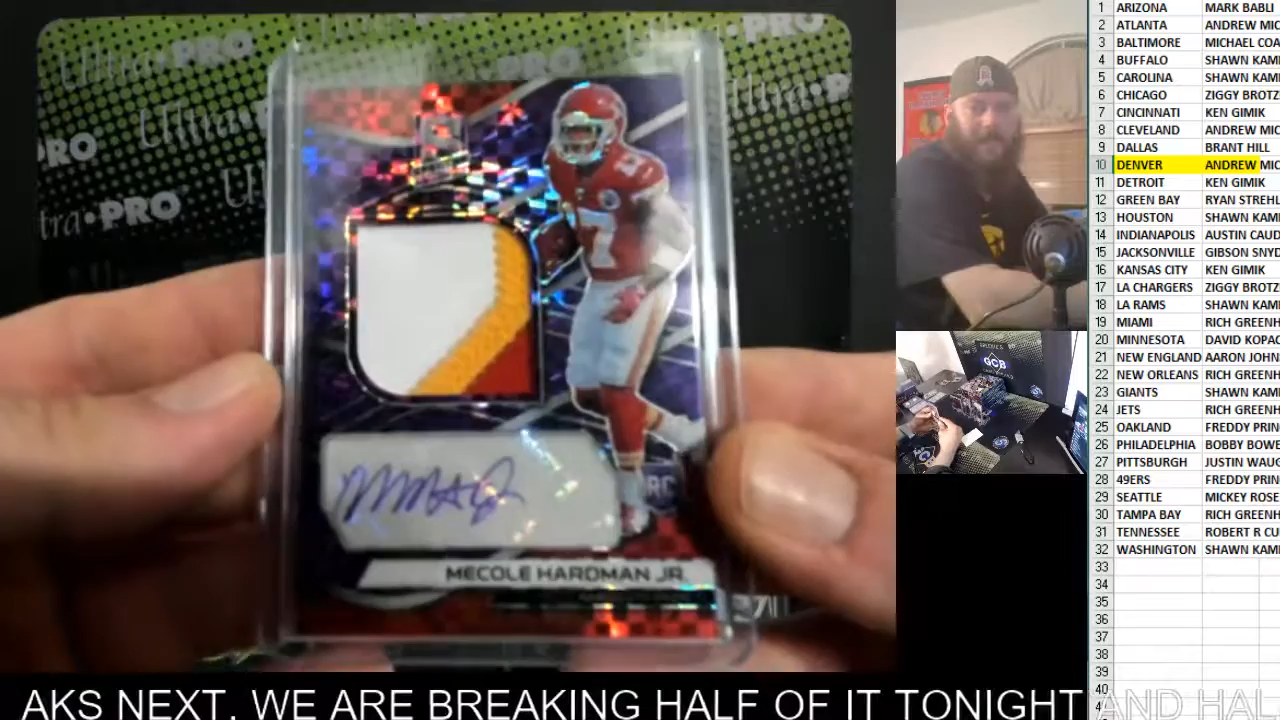 Ultra PRO
Ultra
PRO
Ultra
tra•PRO
17
RC
MECOLE HARDMAN JR.
GCB
1 ARIZONA MARK BABLI
2 ATLANTA ANDREW MIC
3 BALTIMORE MICHAEL COA
4 BUFFALO SHAWN KAM
5 CAROLINA SHAWN KAM
6 CHICAGO ZIGGY BROTZ
7 CINCINNATI KEN GIMIK
8 CLEVELAND ANDREW MIC
9 DALLAS BRANT HILL
10 DENVER ANDREW MIC
11 DETROIT KEN GIMIK
12 GREEN BAY RYAN STREHL
13 HOUSTON SHAWN KAM
14 INDIANAPOLIS AUSTIN CAUD
15 JACKSONVILLE GIBSON SNYD
16 KANSAS CITY KEN GIMIK
17 LA CHARGERS ZIGGY BROTZ
18 LA RAMS SHAWN KAM
19 MIAMI RICH GREENH
20 MINNESOTA DAVID KOPAC
21 NEW ENGLAND AARON JOHN
22 NEW ORLEANS RICH GREENH
23 GIANTS SHAWN KAM
24 JETS RICH GREENH
25 OAKLAND FREDDY PRIN
26 PHILADELPHIA BOBBY BOWE
27 PITTSBURGH JUSTIN WAUG
28 49ERS FREDDY PRIN
29 SEATTLE MICKEY ROSE
30 TAMPA BAY RICH GREENH
31 TENNESSEE ROBERT R CU
32 WASHINGTON SHAWN KAM
33
34
35
36
37
38
39
40
AKS NEXT, WE ARE BREAKING HALF OF IT TONIGHT AND HAL